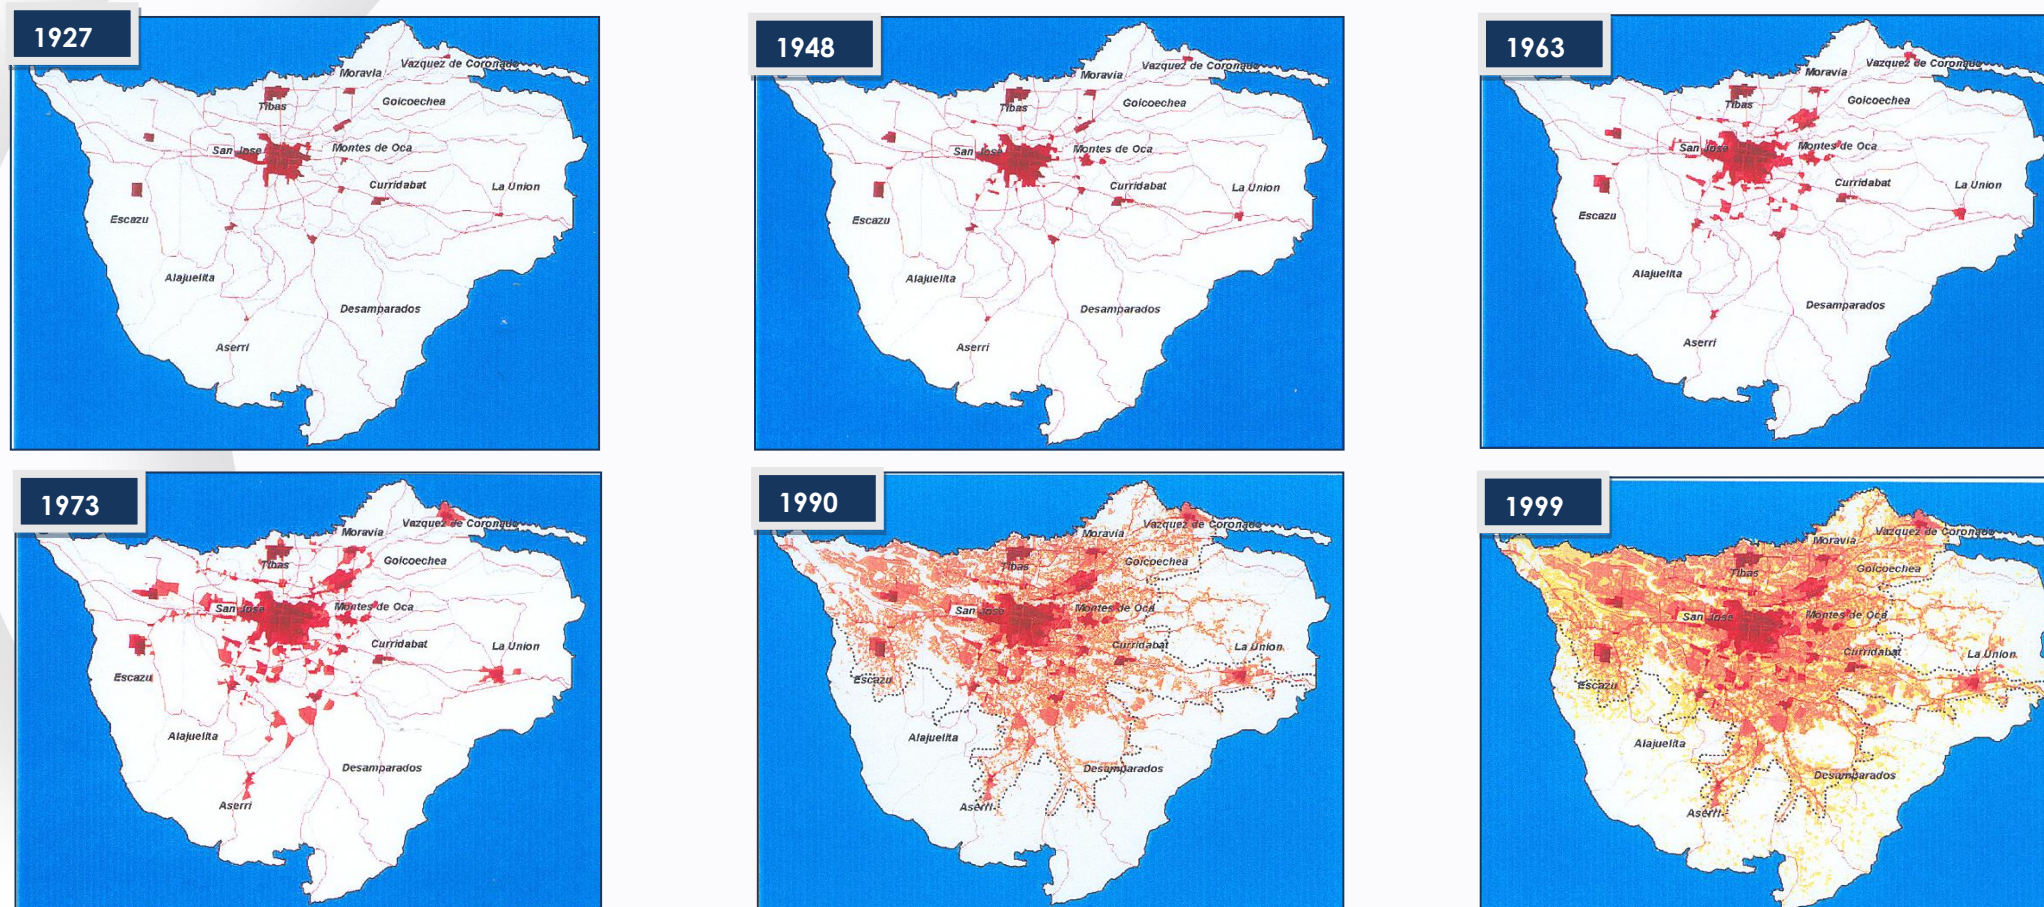 1927
Vazquez de Coronado
Moravia
Goicoechea
Tibas
Montes de Oca
San Jose
Curridabat
La Union
Escazu
Alajuelita
Desamparados
Aserri
1948
Vazquez de Coronado
Moravia
Goicoechea
Tibas
Montes de Oca
San Jose
Curridabat
La Union
Escazu
Alajuelita
Desamparados
Aserri
1963
Vazquez de Coronado
Moravia
Goicoechea
Tibas
Montes de Oca
San Jose
Curridabat
La Union
Escazu
Alajuelita
Desamparados
Aserri
1973
Vazquez de Coronado
Moravia
Goicoechea
Tibas
Montes de Oca
San Jose
Curridabat
La Union
Escazu
Alajuelita
Desamparados
Aserri
1990
Vazquez de Coronado
Moravia
Goicoechea
Tibas
Montes de Oca
San Jose
Curridabat
La Union
Escazu
Alajuelita
Desamparados
Aserri
1999
Vazquez de Coronado
Moravia
Goicoechea
Tibas
Montes de Oca
San Jose
Curridabat
La Union
Escazu
Alajuelita
Desamparados
Aserri